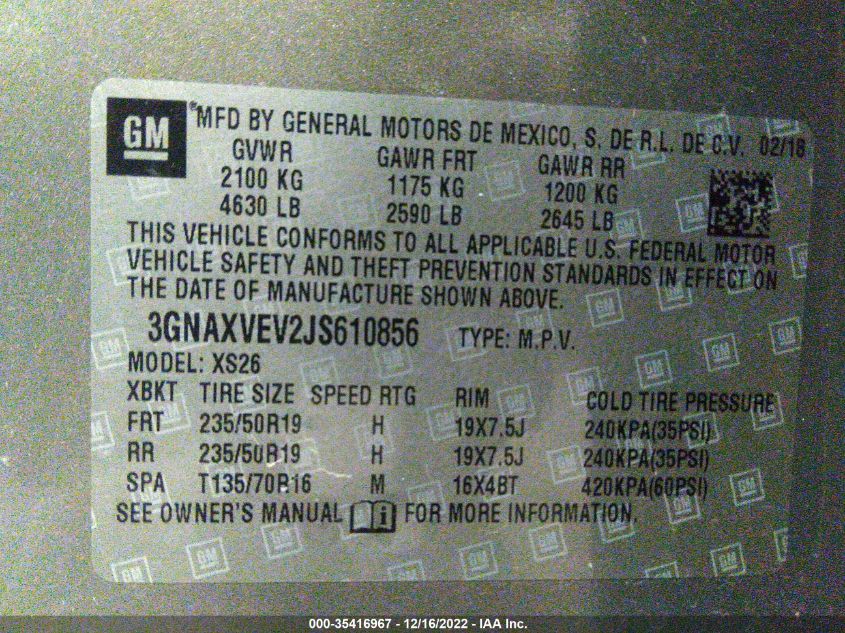 GM ® MFD BY GENERAL MOTORS DE MEXICO, S. DE R.L. DE C.V. 02/18
GVWR GAWR FRT GAWR RR
2100 KG 1175 KG 1200 KG
4630 LB 2590 LB 2645 LB
THIS VEHICLE CONFORMS TO ALL APPLICABLE U.S. FEDERAL MOTOR
VEHICLE SAFETY AND THEFT PREVENTION STANDARDS IN EFFECT ON
THE DATE OF MANUFACTURE SHOWN ABOVE.
3GNAXVEV2JS610856 TYPE: M.P.V.
MODEL: XS26
XBKT TIRE SIZE SPEED RTG RIM COLD TIRE PRESSURE
FRT 235/50R19 H 19X7.5J 240KPA(35PSI)
RR 235/50R19 H 19X7.5J 240KPA(35PSI)
SPA T135/70R16 M 16X4BT 420KPA(60PSI)
SEE OWNER'S MANUAL i FOR MORE INFORMATION.
000-35416967 - 12/16/2022 - IAA Inc.